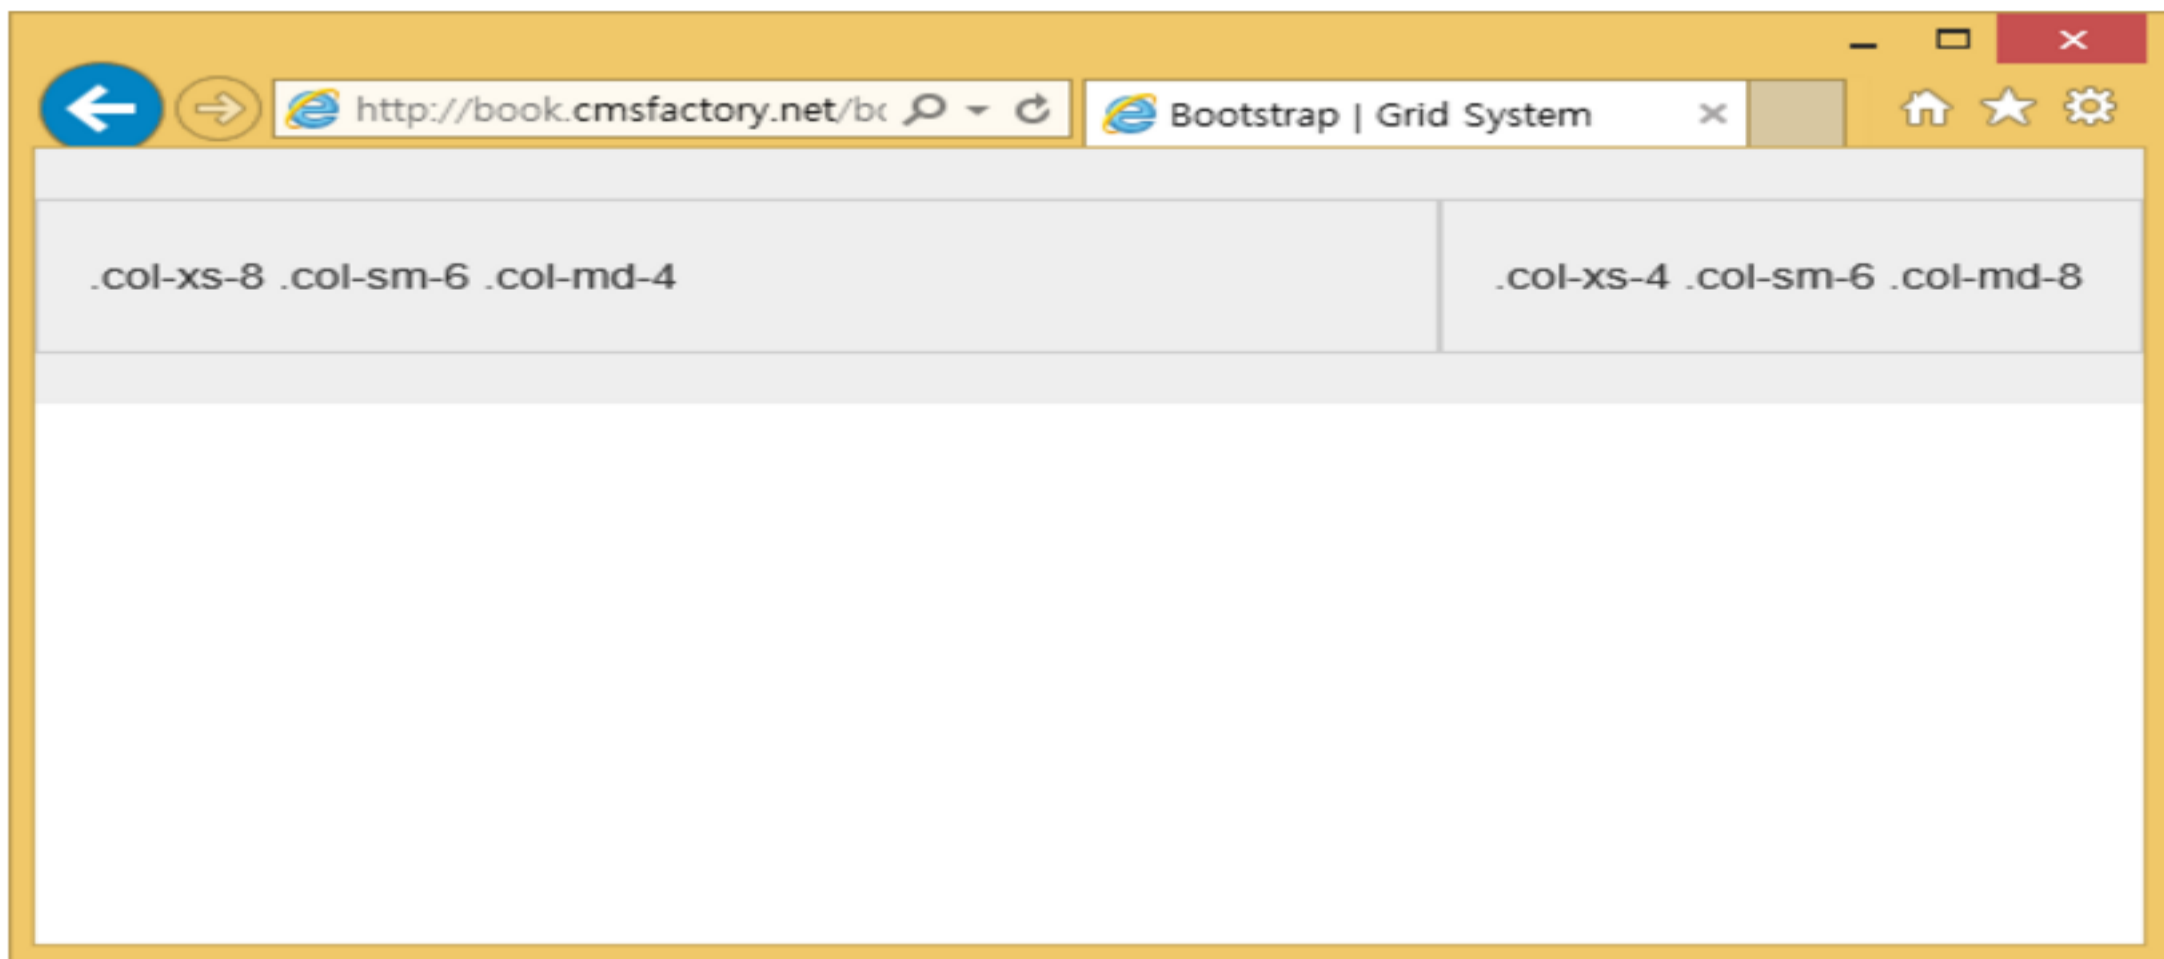 http://book.cmsfactory.net/bo
Bootstrap | Grid System
.col-xs-8 .col-sm-6 .col-md-4
.col-xs-4 .col-sm-6 .col-md-8